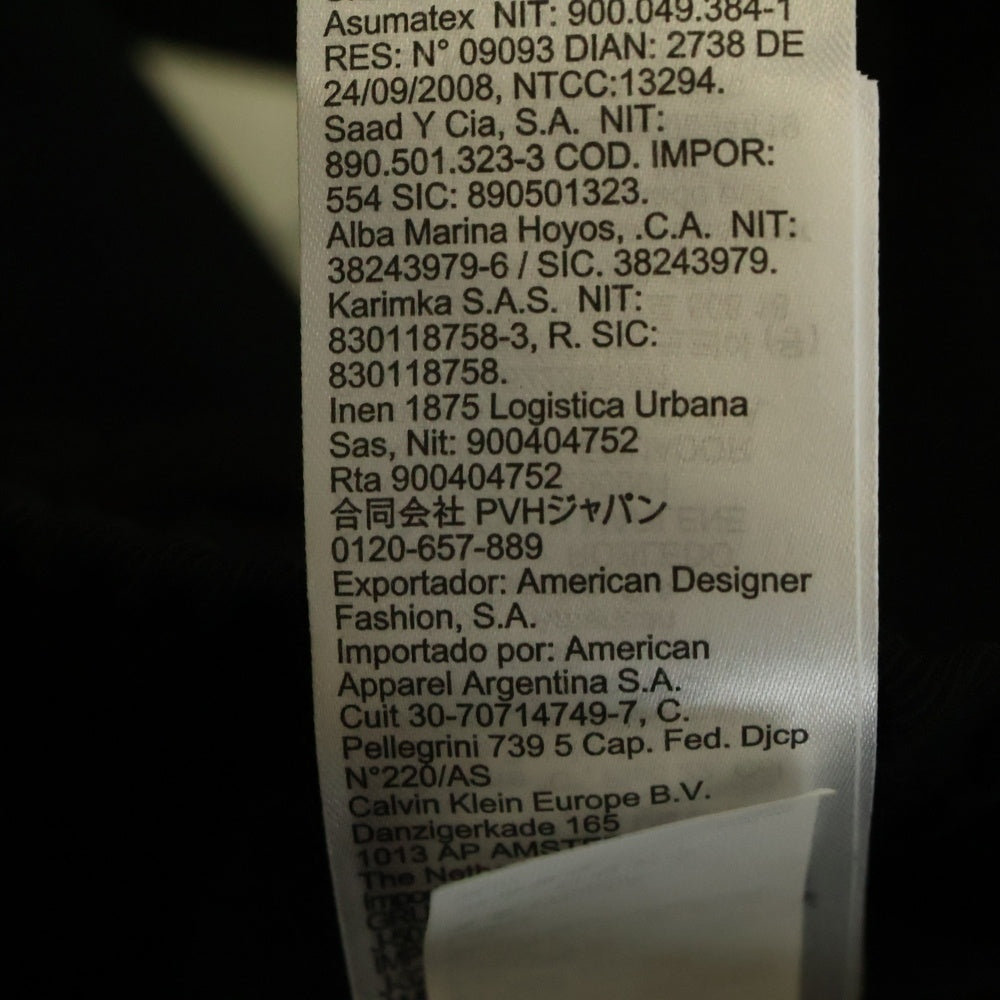 Asumatex NIT: 900.049.384-1
RES: N° 09093 DIAN: 2738 DE
24/09/2008, NTCC:13294.
Saad Y Cia, S.A. NIT:
890.501.323-3 COD. IMPOR:
554 SIC: 890501323.
Alba Marina Hoyos, .C.A. NIT:
38243979-6 / SIC. 38243979.
Karimka S.A.S. NIT:
830118758-3, R. SIC:
830118758.
Inen 1875 Logistica Urbana
Sas, Nit: 900404752
Rta 900404752
合同会社 PVHジャパン
0120-657-889
Exportador: American Designer
Fashion, S.A.
Importado por: American
Apparel Argentina S.A.
Cuit 30-70714749-7, C.
Pellegrini 739 5 Cap. Fed. Djcp
N°220/AS
Calvin Klein Europe B.V.
Danzigerkade 165
1013 AP
The